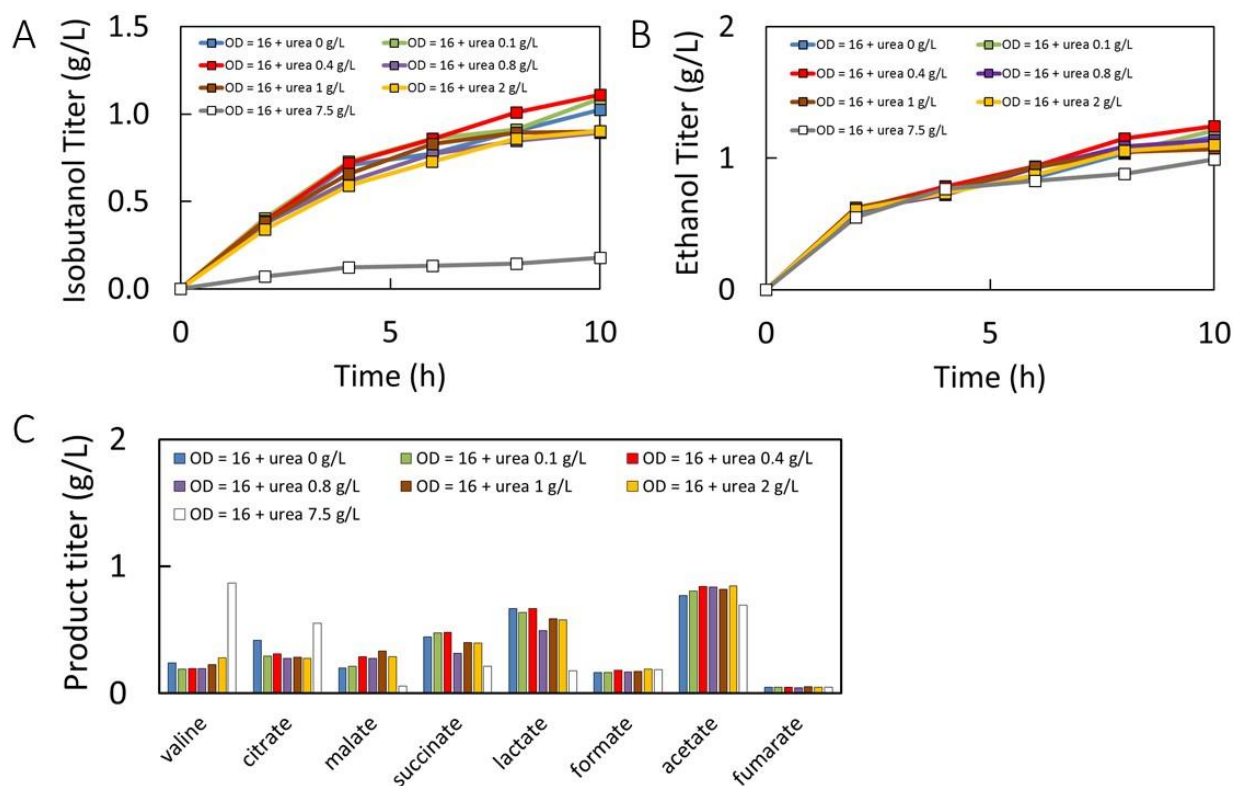 A
Isobutanol Titer (g/L)
1.5
1.0
0.5
0.0
OD = 16 + urea 0 g/L
OD = 16 + urea 0.1 g/L
OD = 16 + urea 0.4 g/L
OD = 16 + urea 0.8 g/L
OD = 16 + urea 1 g/L
OD = 16 + urea 2 g/L
OD = 16 + urea 7.5 g/L
0
5
10
Time (h)
B
Ethanol Titer (g/L)
2
1
0
OD = 16 + urea 0 g/L
OD = 16 + urea 0.1 g/L
OD = 16 + urea 0.4 g/L
OD = 16 + urea 0.8 g/L
OD = 16 + urea 1 g/L
OD = 16 + urea 2 g/L
OD = 16 + urea 7.5 g/L
0
5
10
Time (h)
C
Product titer (g/L)
2
1
0
OD = 16 + urea 0 g/L
OD = 16 + urea 0.1 g/L
OD = 16 + urea 0.4 g/L
OD = 16 + urea 0.8 g/L
OD = 16 + urea 1 g/L
OD = 16 + urea 2 g/L
OD = 16 + urea 7.5 g/L
valine
citrate
malate
succinate
lactate
formate
acetate
fumarate